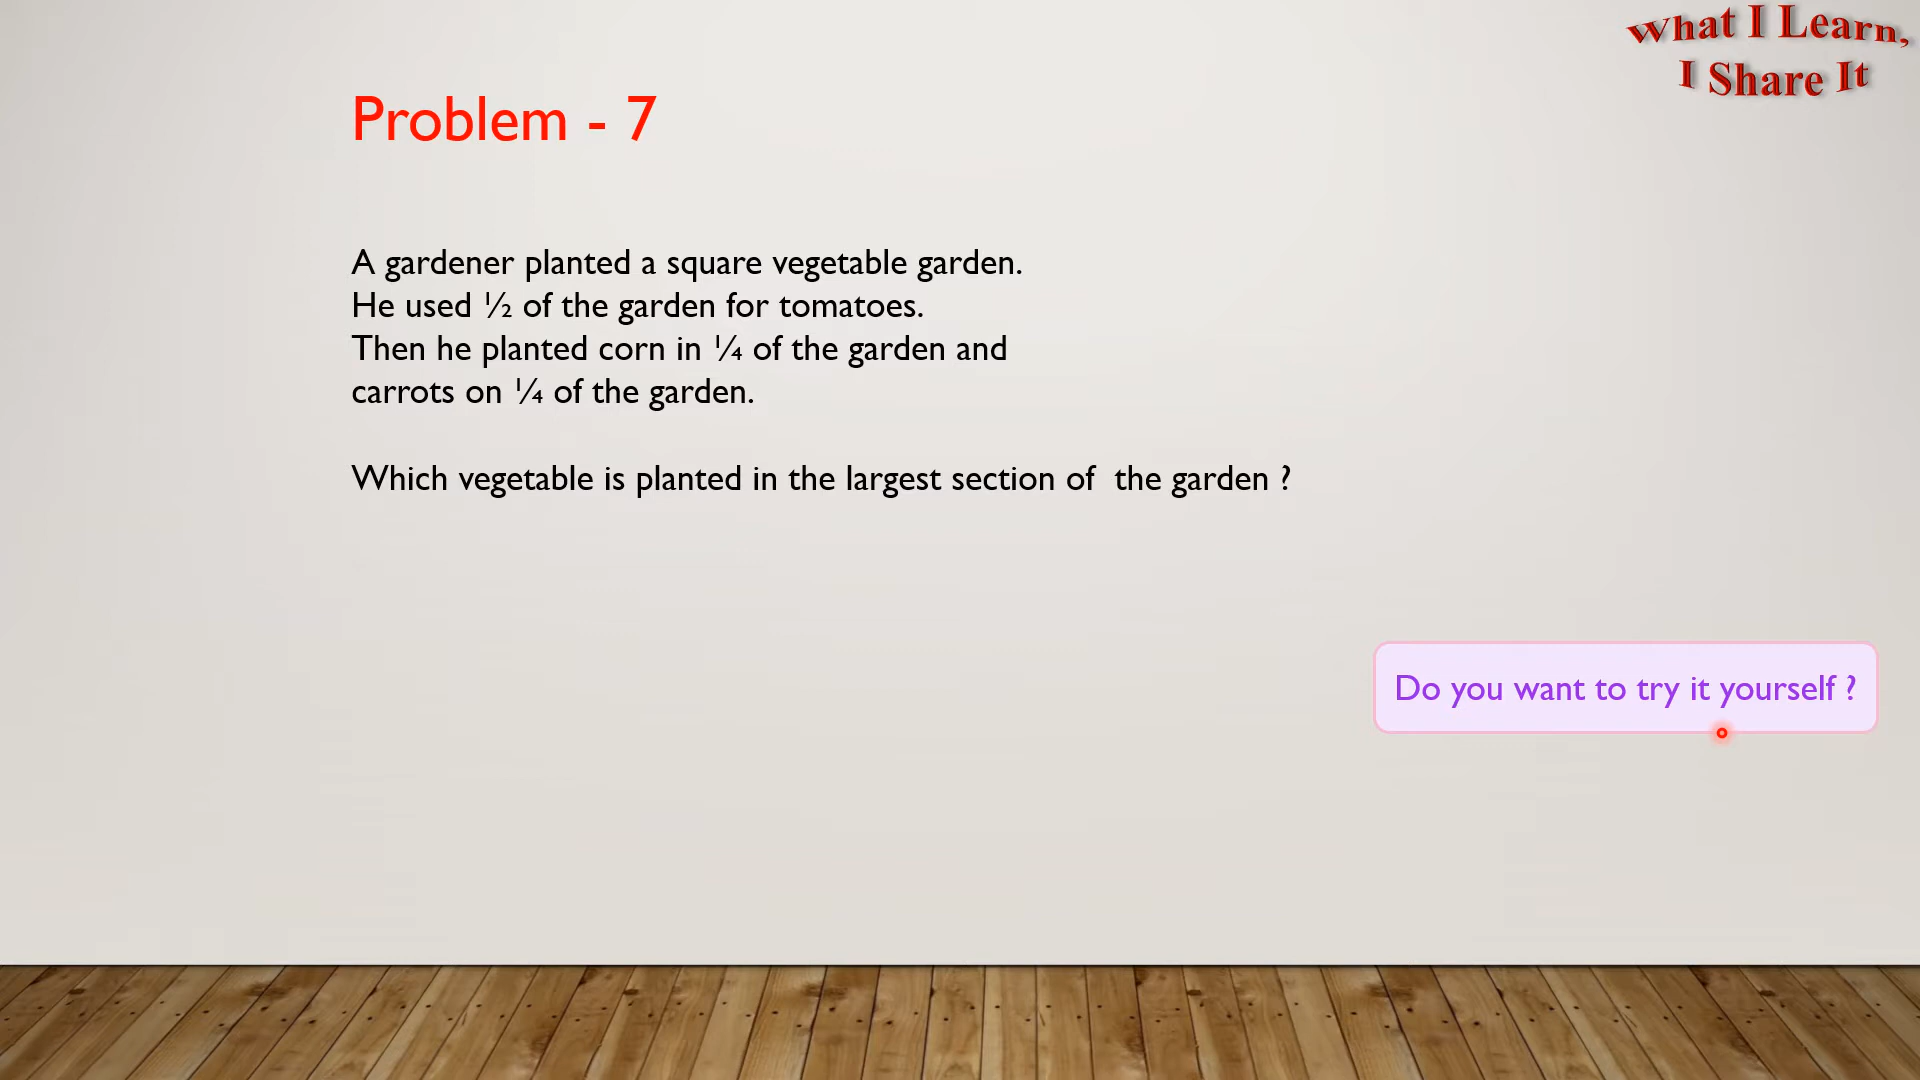 What I Learn,
I Share It
Problem - 7
A gardener planted a square vegetable garden.
He used ½ of the garden for tomatoes.
Then he planted corn in ¼ of the garden and
carrots on ¼ of the garden.
Which vegetable is planted in the largest section of  the garden ?
Do you want to try it yourself ?